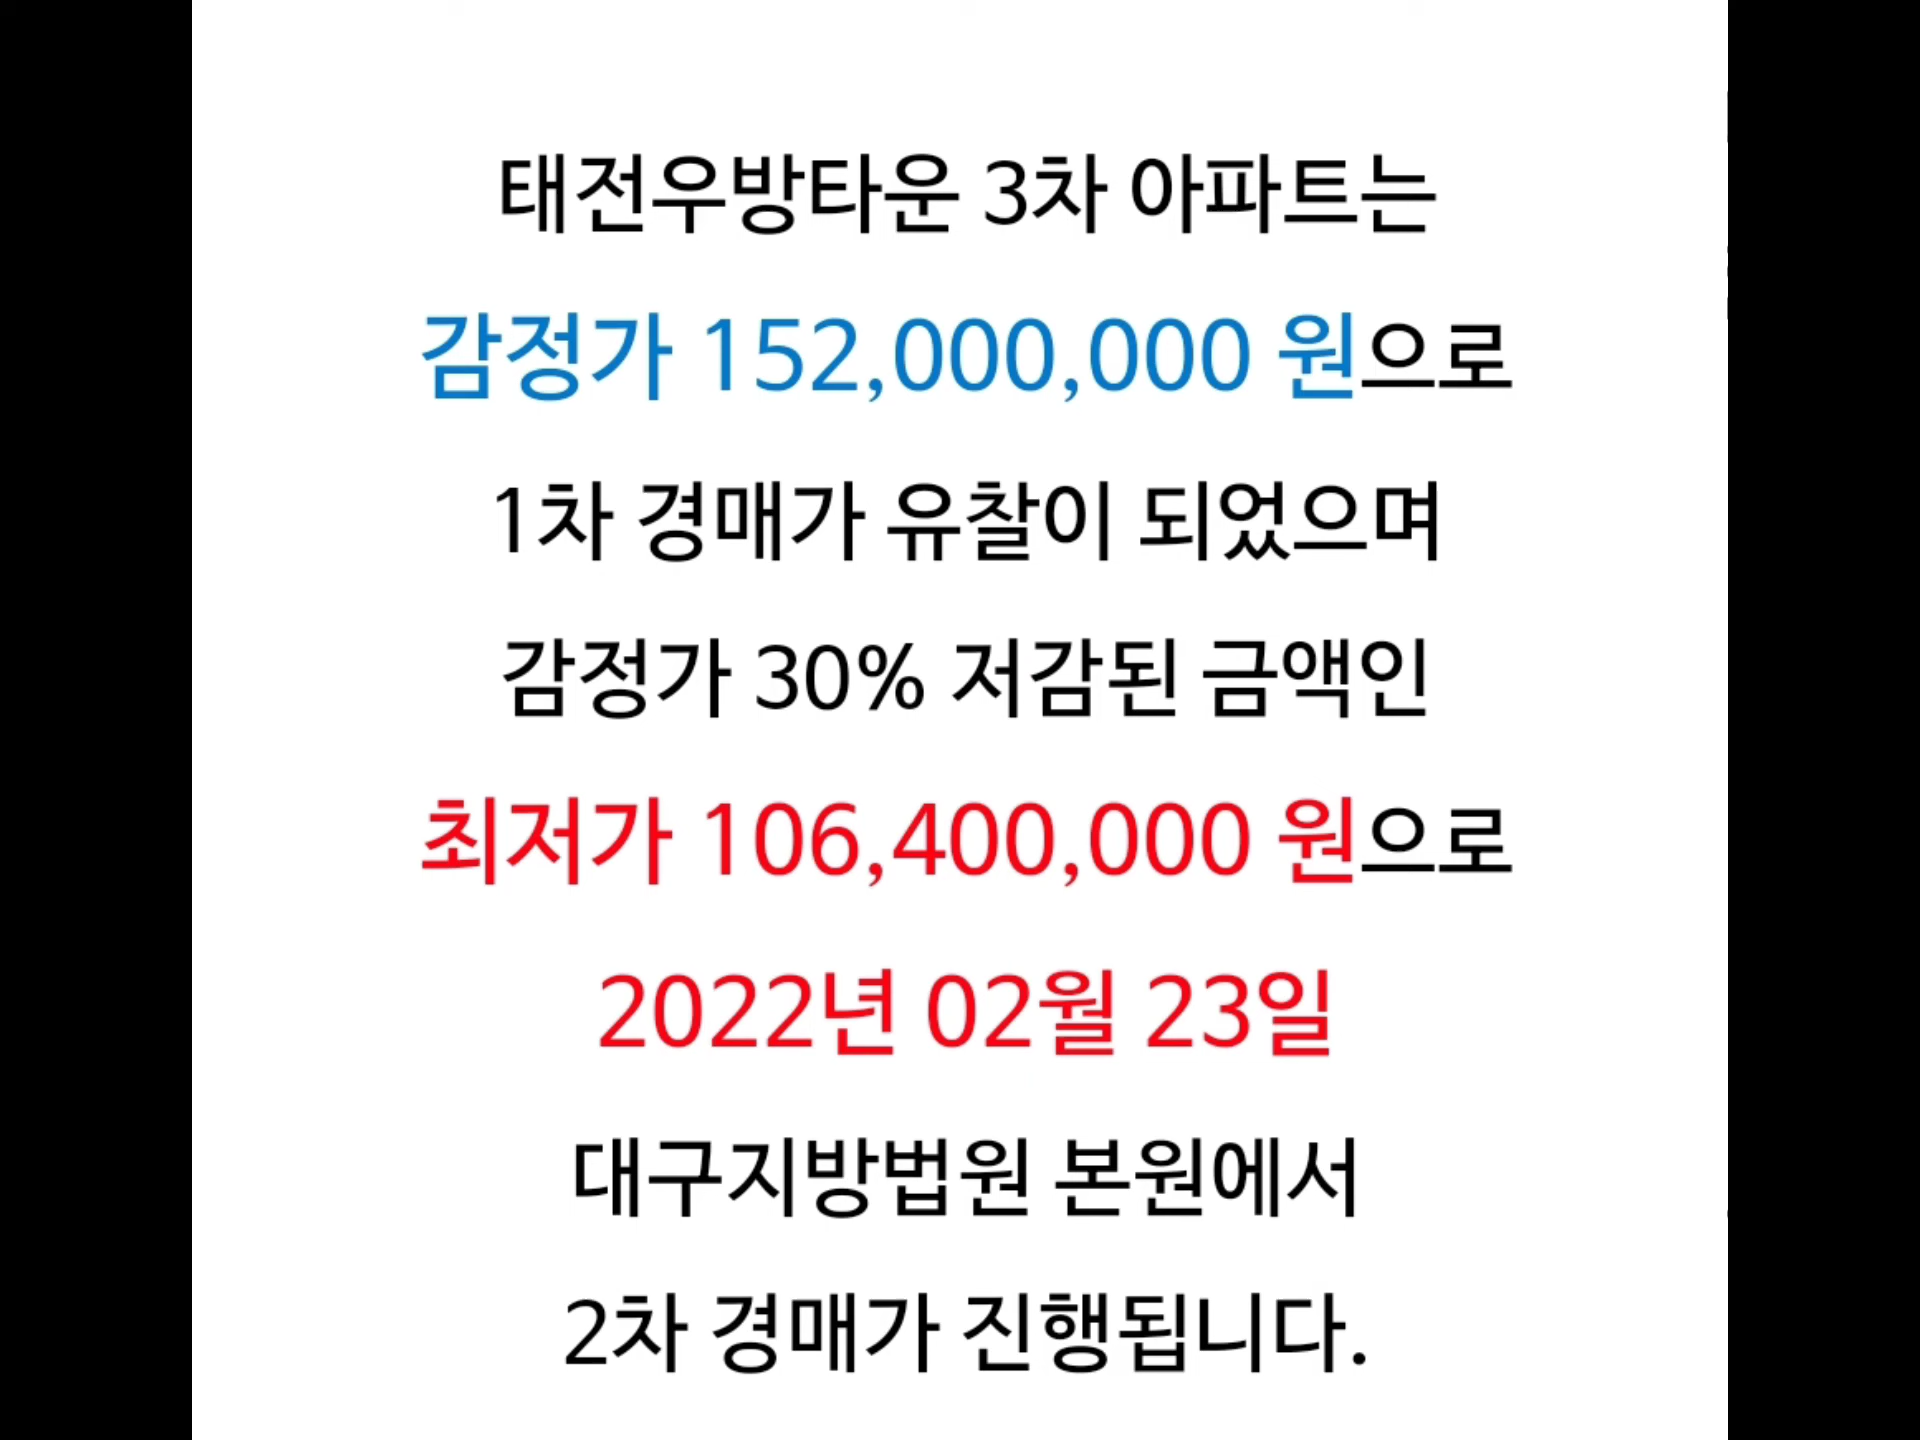 태전우방타운 3차 아파트는
감정가 152,000,000 원으로
1차 경매가 유찰이 되었으며
감정가 30% 저감된 금액인
최저가 106,400,000 원으로
2022년 02월 23일
대구지방법원 본원에서
2차 경매가 진행됩니다.